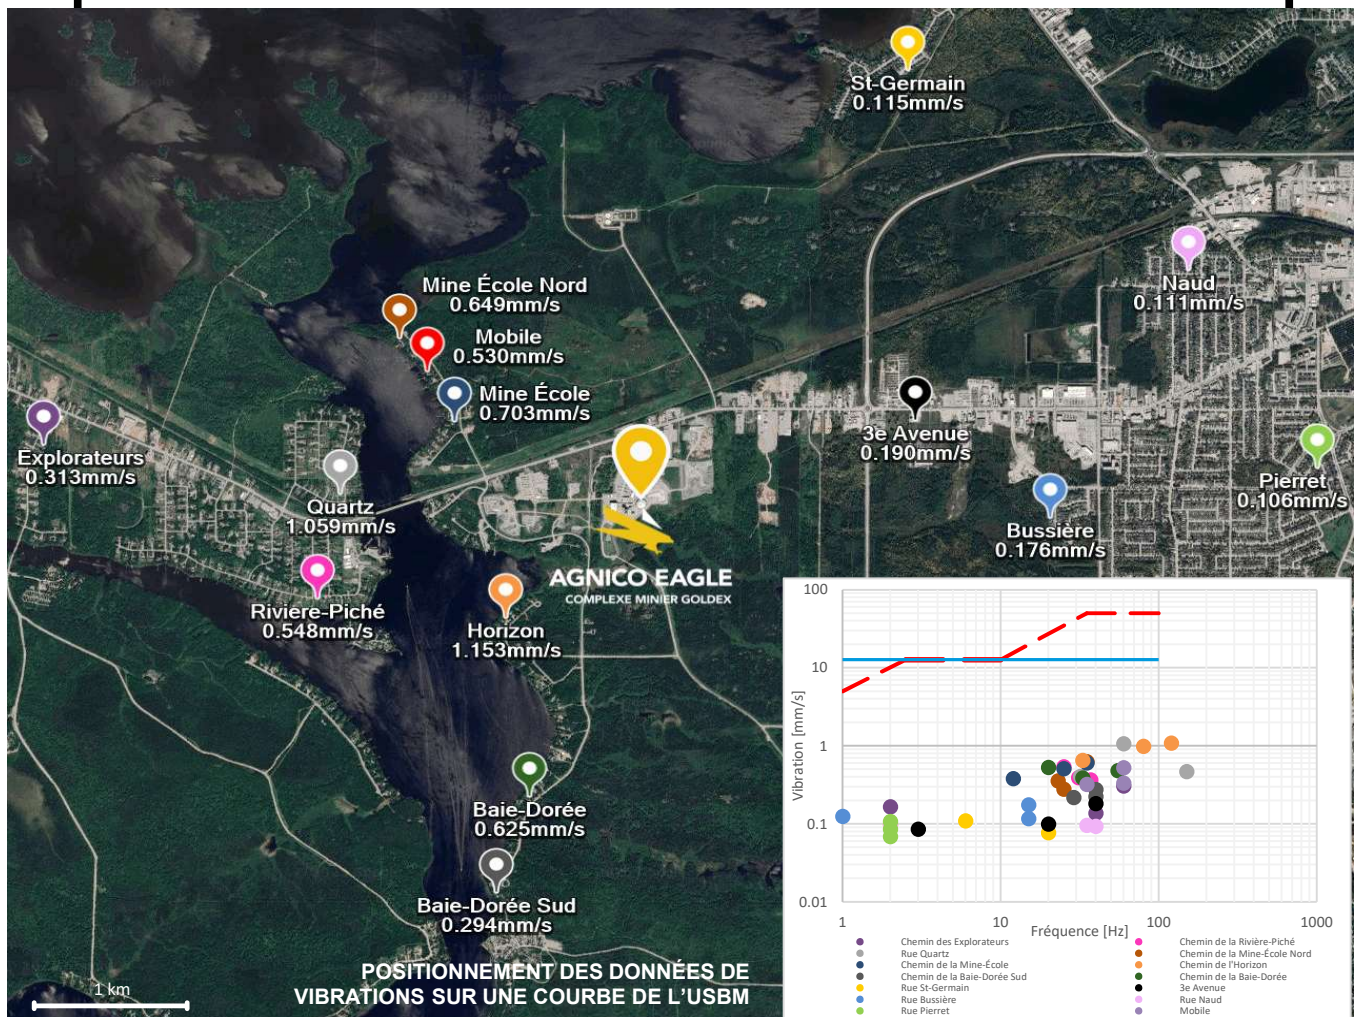 St-Germain
0.115mm/s
Naud
0.111mm/s
Mine École Nord
0.649mm/s
Mobile
0.530mm/s
Mine École
0.703mm/s
3e Avenue
0.190mm/s
Explorateurs
0.313mm/s
Quartz
1.059mm/s
Pierret
0.106mm/s
Bussière
0.176mm/s
AGNICO EAGLE
COMPLEXE MINIER GOLDEX
Riviere-Piché
0.548mm/s
Horizon
1.153mm/s
Baie-Dorée
0.625mm/s
Baie-Dorée Sud
0.294mm/s
POSITIONNEMENT DES DONNÉES DE
VIBRATIONS SUR UNE COURBE DE L'USBM
1 km
100
10
1
0.1
0.01
Vibration [mm/s]
1 10 100 1000
Fréquence [Hz]
Chemin des Explorateurs
Chemin de la Rivière-Piché
Rue Quartz
Chemin de la Mine-École Nord
Chemin de la Mine-École
Chemin de l'Horizon
Chemin de la Baie-Dorée Sud
Chemin de la Baie-Dorée
Rue St-Germain
3e Avenue
Rue Bussière
Rue Naud
Rue Pierret
Mobile